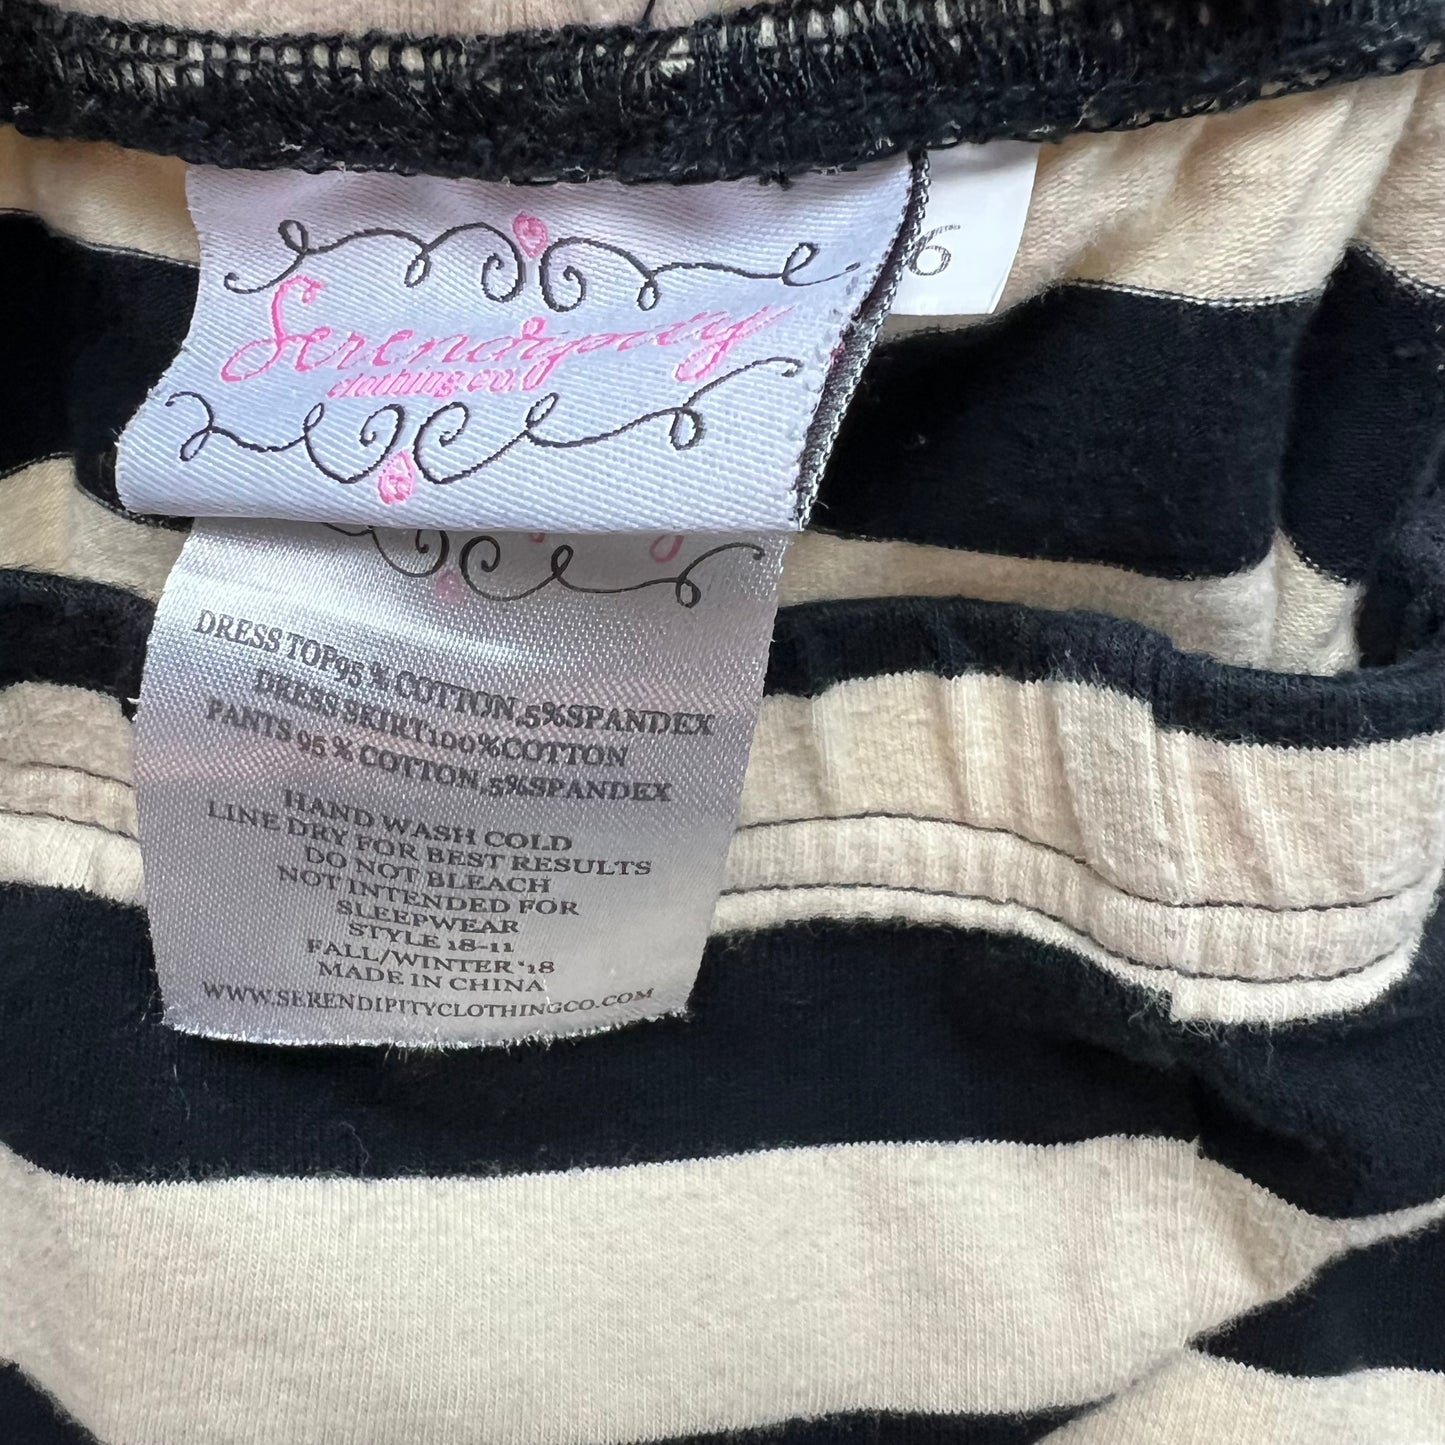 Serendipity
clothing co.
6
DRESS TOP95%COTTON,5%SPANDEX
DRESS SKIRT100%COTTON
PANTS 95%COTTON,5%SPANDEX
HAND WASH COLD
LINE DRY FOR BEST RESULTS
DO NOT BLEACH
NOT INTENDED FOR
SLEEPWEAR
STYLE 18-11
FALL/WINTER'18
MADE IN CHINA
WWW.SERENDIPITYCLOTHINGCO.COM